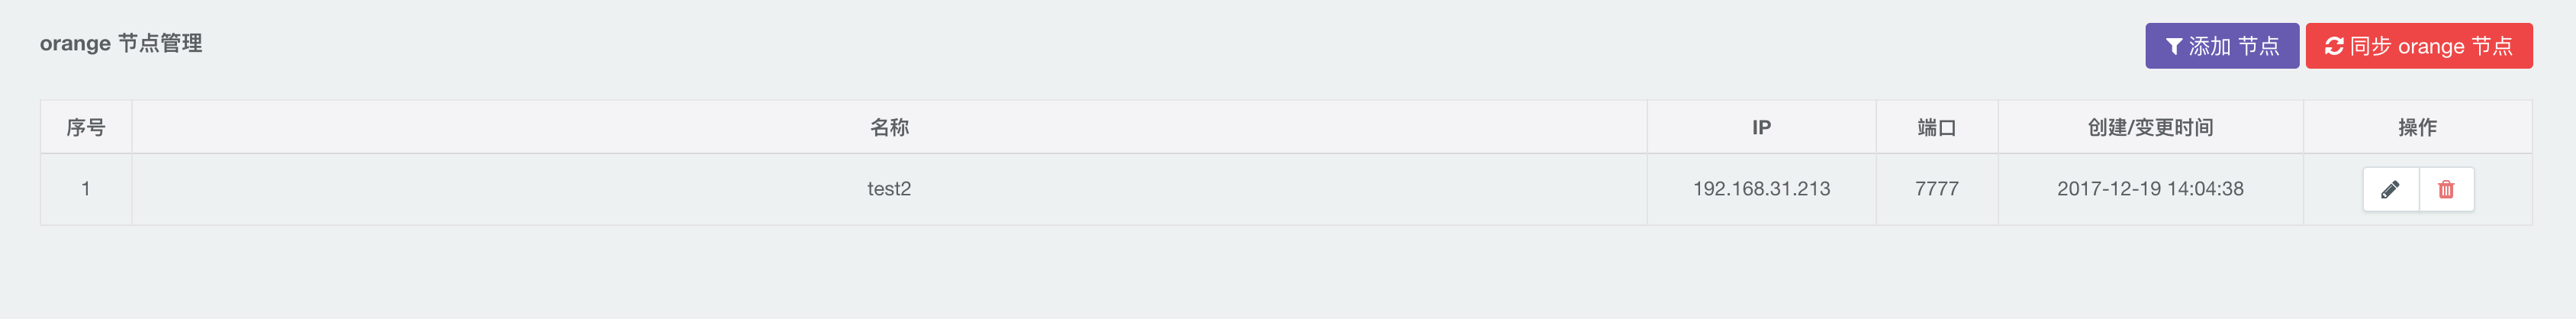 orange 节点管理
添加 节点 同步 orange 节点
序号 名称 IP 端口 创建/变更时间 操作
1 test2 192.168.31.213 7777 2017-12-19 14:04:38